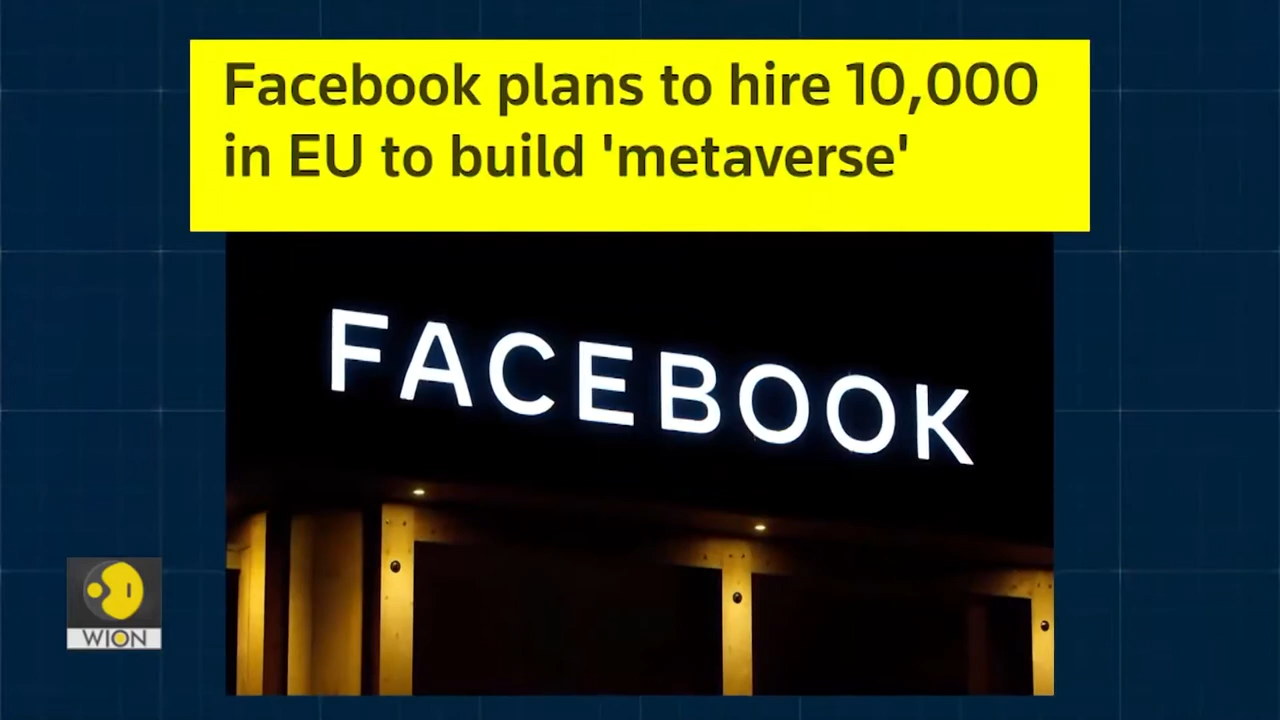 Facebook plans to hire 10,000
in EU to build 'metaverse'
FACEBOOK
WION